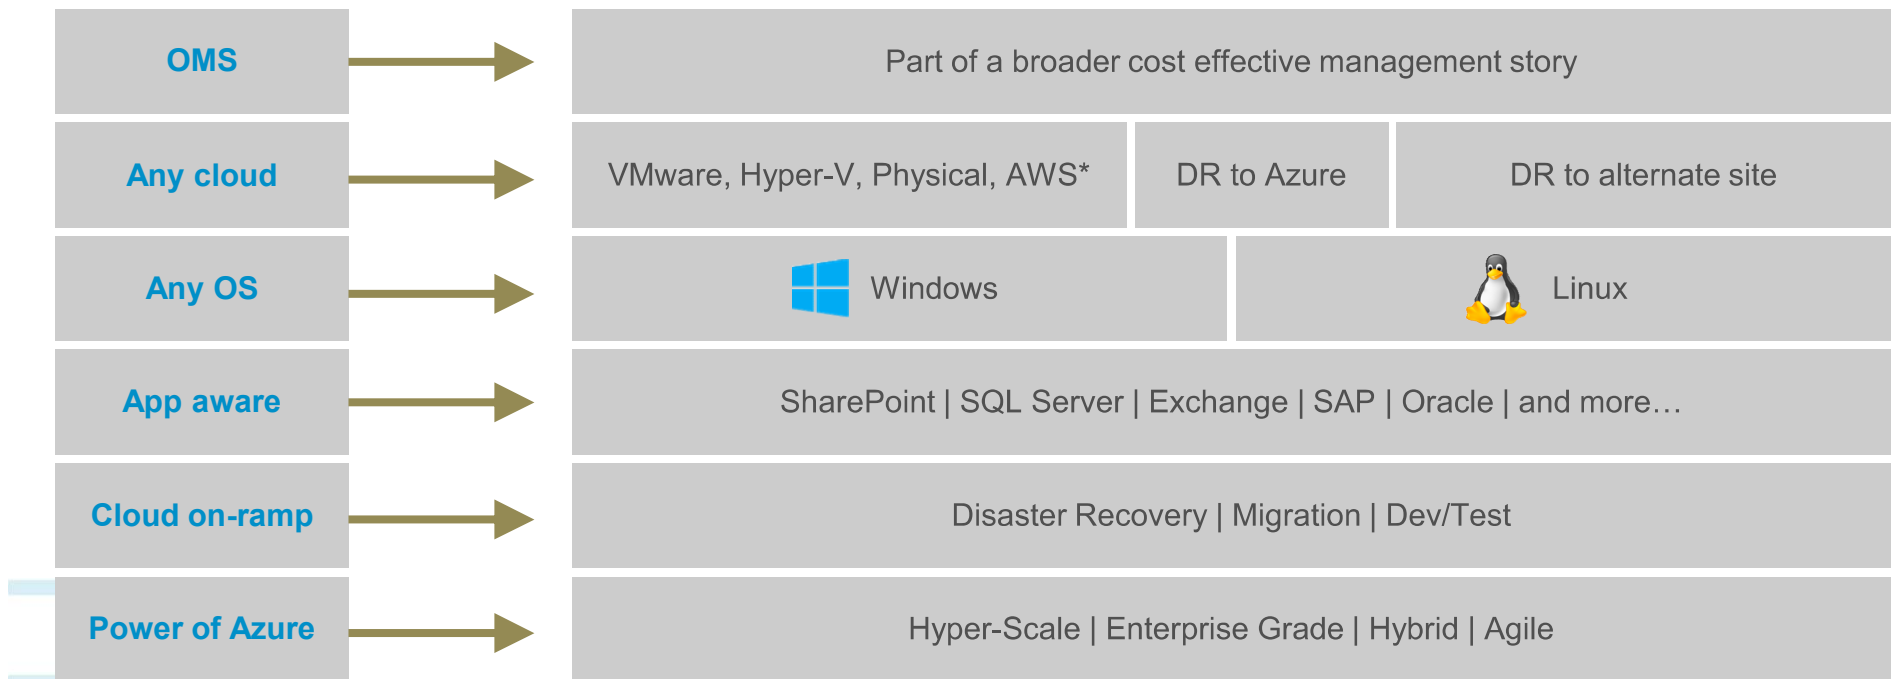 OMS
Part of a broader cost effective management story
Any cloud
VMware, Hyper-V, Physical, AWS*
DR to Azure
DR to alternate site
Any OS
Windows
Linux
App aware
SharePoint | SQL Server | Exchange | SAP | Oracle | and more…
Cloud on-ramp
Disaster Recovery | Migration | Dev/Test
Power of Azure
Hyper-Scale | Enterprise Grade | Hybrid | Agile